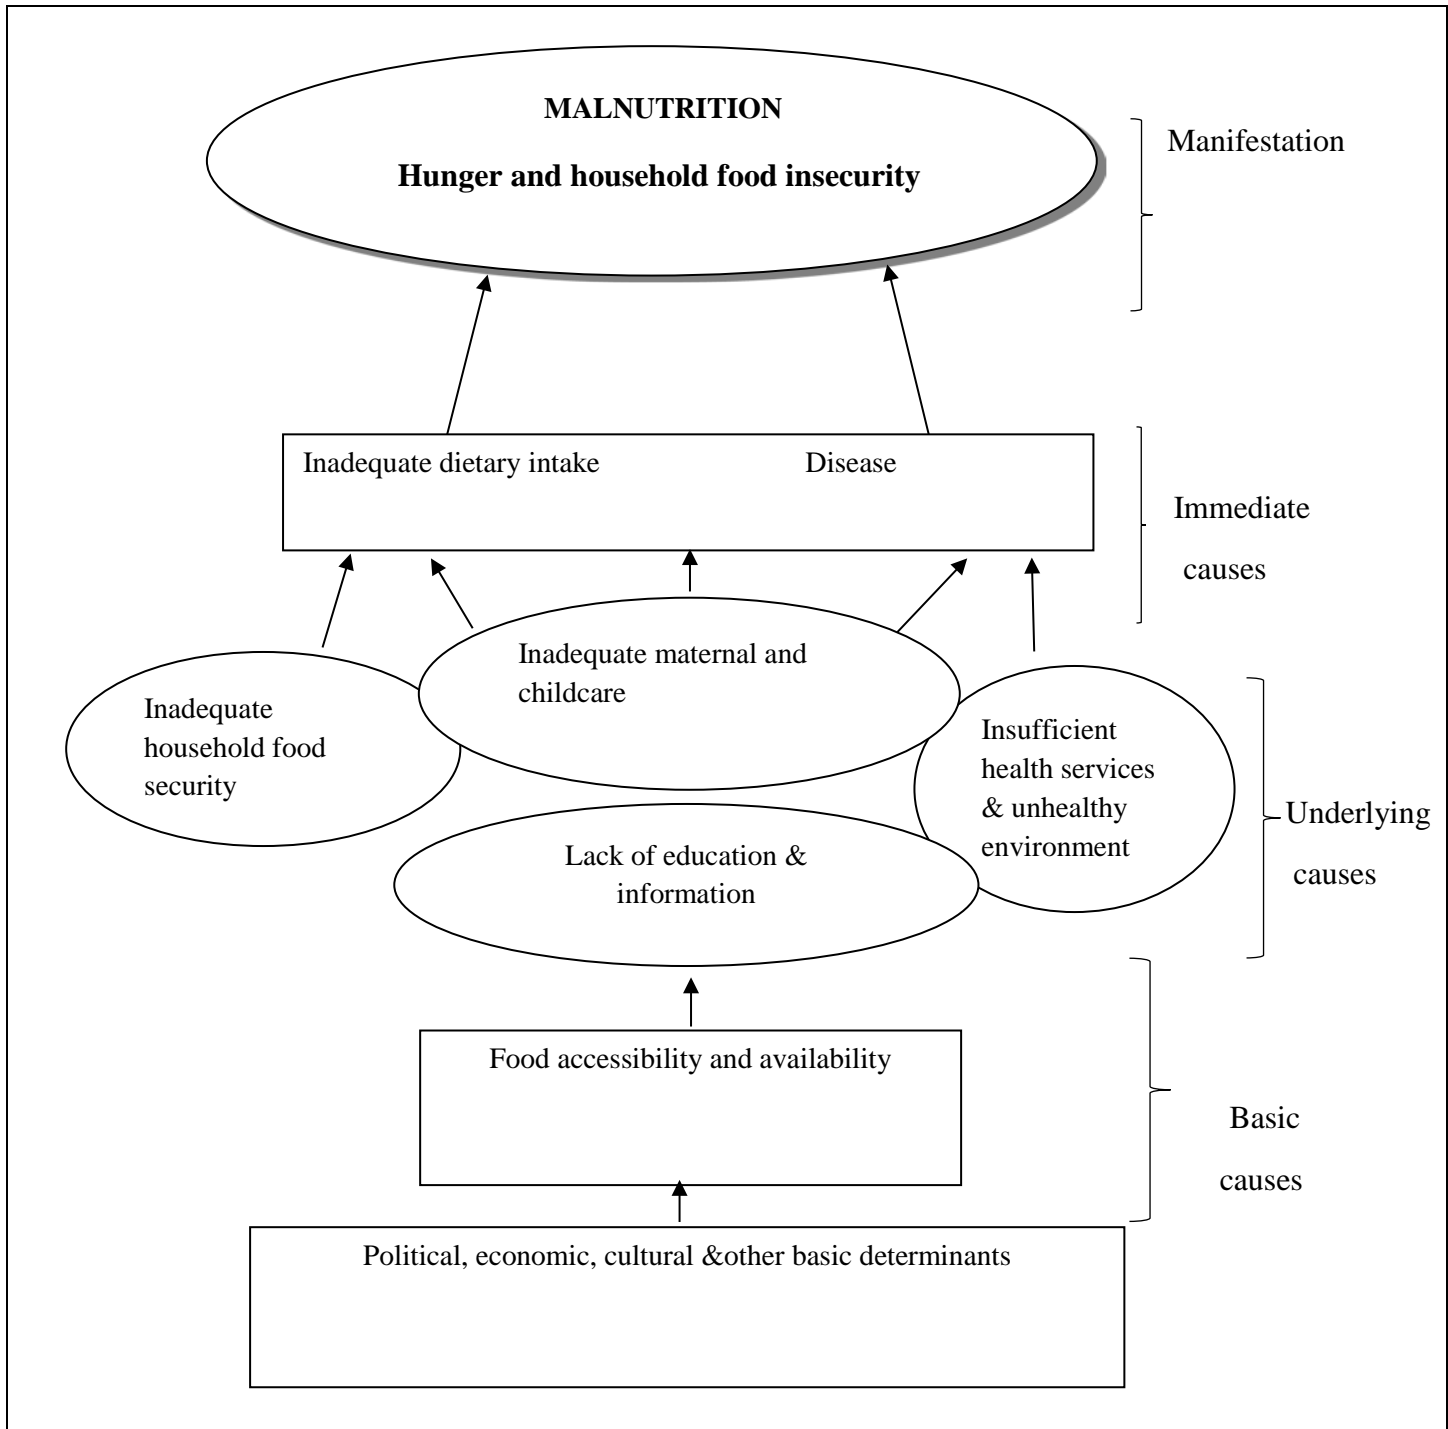 MALNUTRITION
Hunger and household food insecurity
Manifestation
Inadequate dietary intake
Disease
Immediate
causes
Inadequate maternal and
childcare
Inadequate
household food
security
Insufficient
health services
& unhealthy
environment
Underlying
causes
Lack of education &
information
Food accessibility and availability
Basic
causes
Political, economic, cultural &other basic determinants